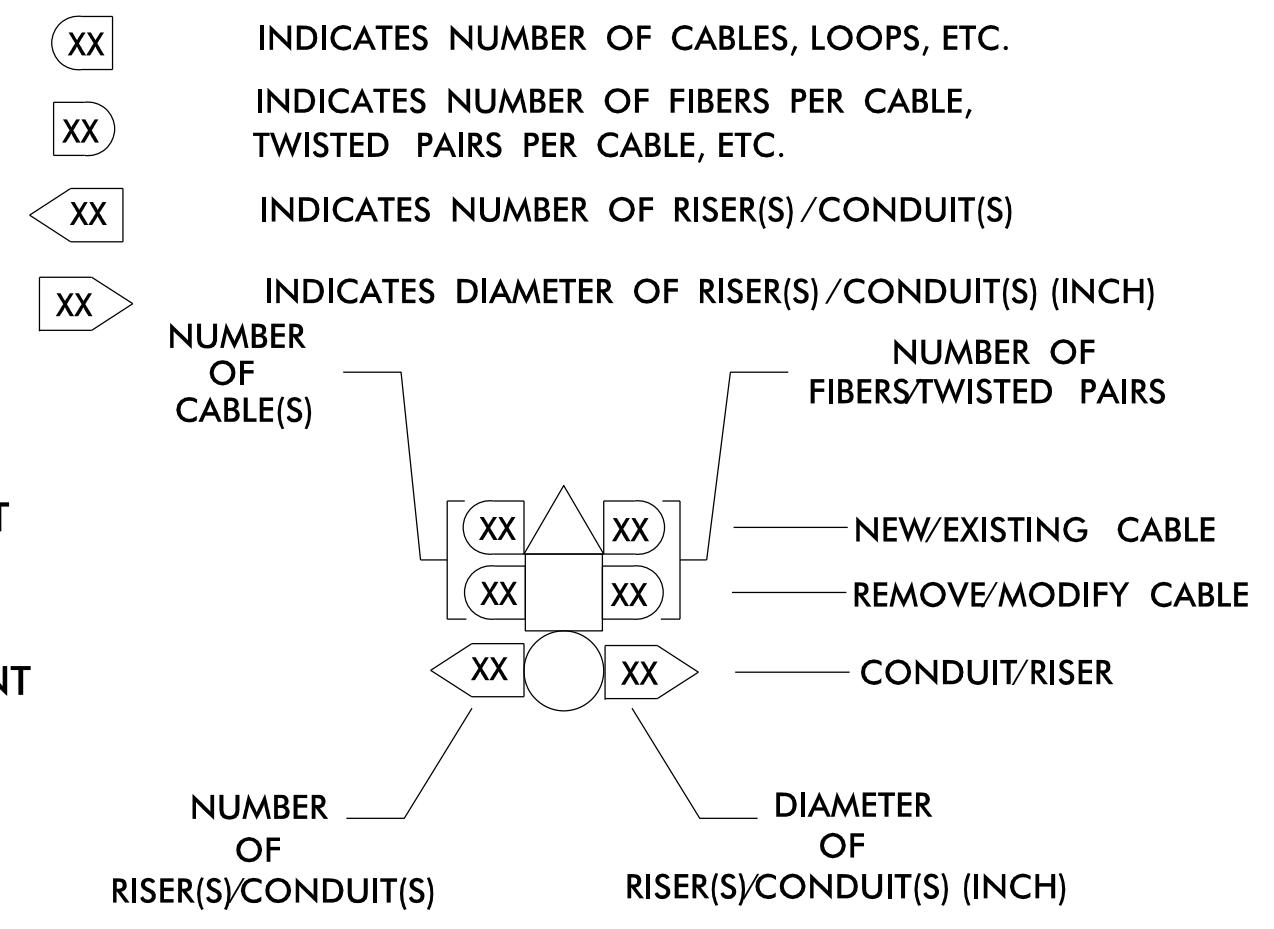 XX INDICATES NUMBER OF CABLES, LOOPS, ETC.
XX INDICATES NUMBER OF FIBERS PER CABLE,
TWISTED PAIRS PER CABLE, ETC.
XX INDICATES NUMBER OF RISER(S)/CONDUIT(S)
XX INDICATES DIAMETER OF RISER(S)/CONDUIT(S) (INCH)
NUMBER
OF
CABLE(S)
NUMBER OF
FIBERS/TWISTED PAIRS
T
XX XX NEW/EXISTING CABLE
XX XX REMOVE/MODIFY CABLE
XX XX CONDUIT/RISER
NT
NUMBER
OF
RISER(S)/CONDUIT(S)
DIAMETER
OF
RISER(S)/CONDUIT(S) (INCH)